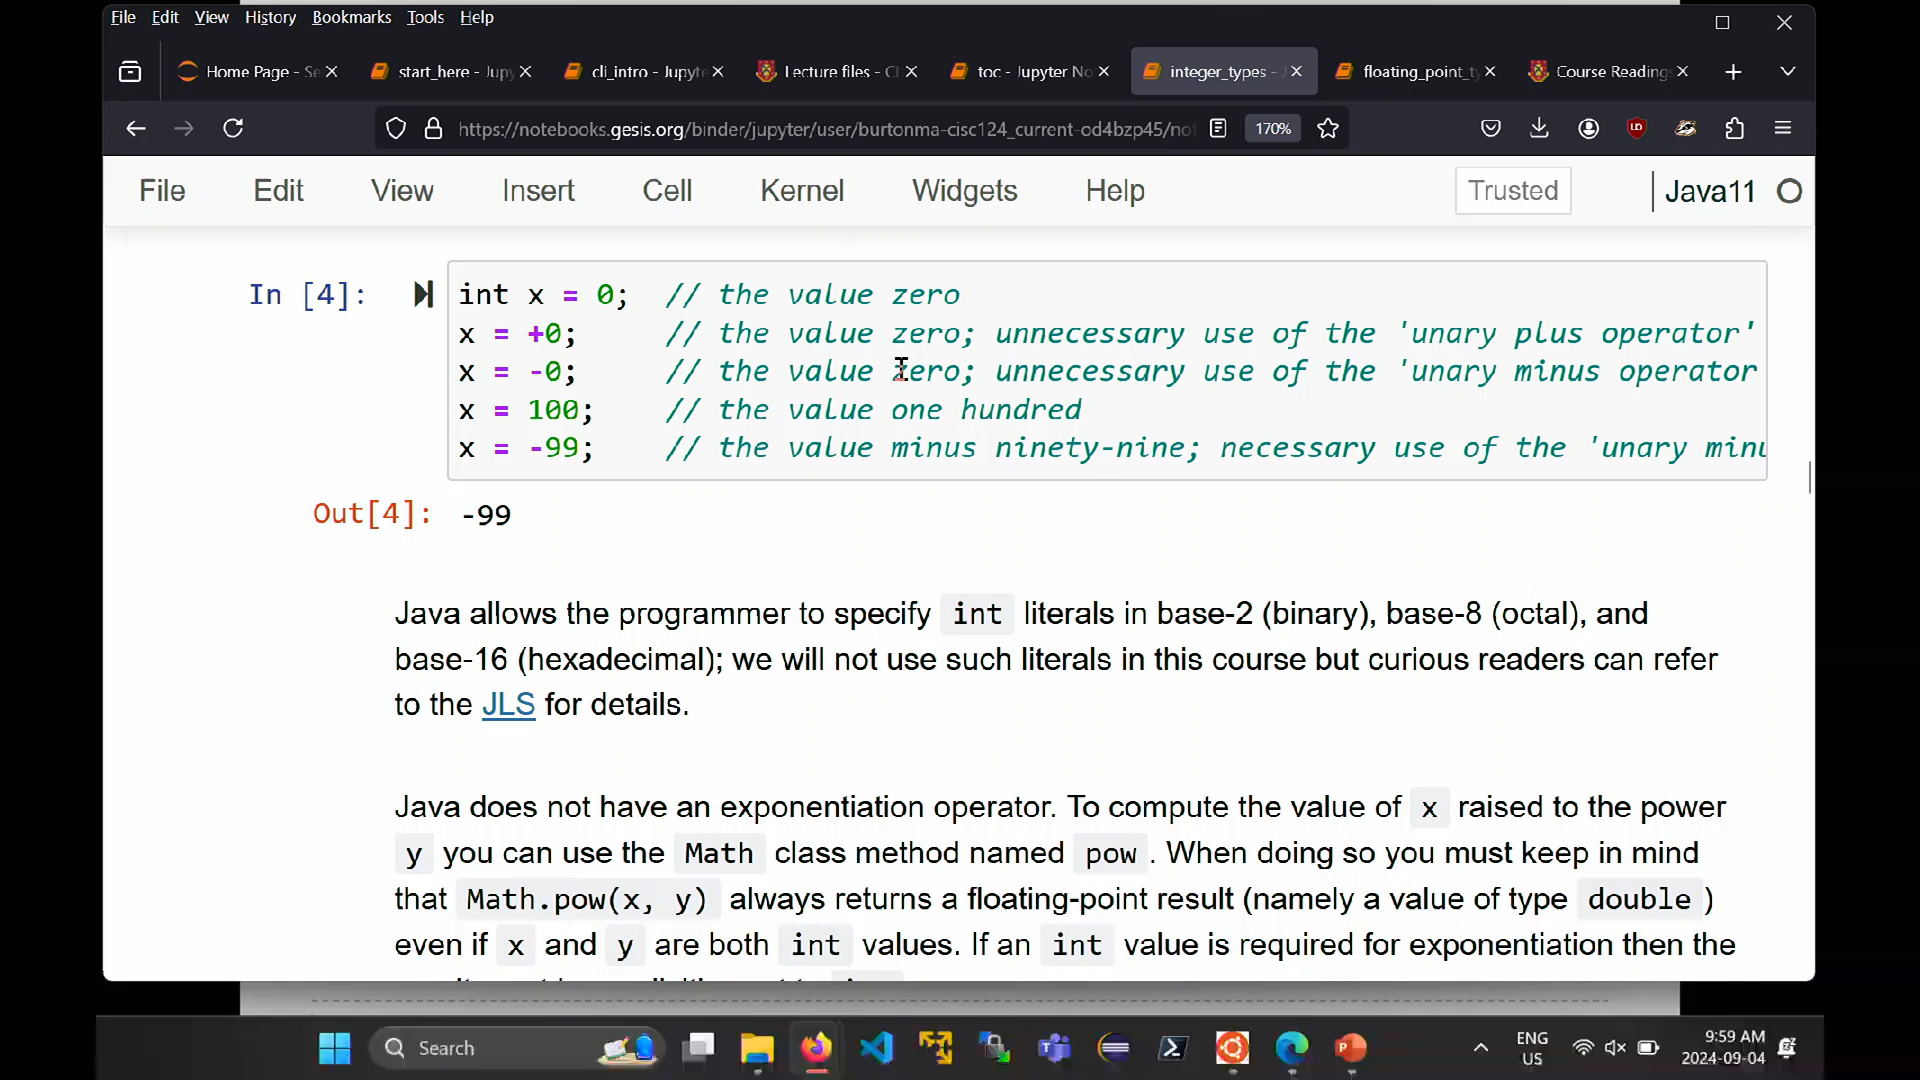 File Edit View History Bookmarks Tools Help
Home Page - Se start_here - Jupy cli_intro - Jupyte Lecture files - CI toc - Jupyter No integer_types - floating_point_ty Course Readings
https://notebooks.gesis.org/binder/jupyter/user/burtonma-cisc124_current-od4bzp45/not 170%
File Edit View Insert Cell Kernel Widgets Help Trusted Java11
In [4]: int x = 0; // the value zero
x = +0; // the value zero; unnecessary use of the 'unary plus operator'
x = -0; // the value zero; unnecessary use of the 'unary minus operator
x = 100; // the value one hundred
x = -99; // the value minus ninety-nine; necessary use of the 'unary minu
Out[4]: -99
Java allows the programmer to specify int literals in base-2 (binary), base-8 (octal), and
base-16 (hexadecimal); we will not use such literals in this course but curious readers can refer
to the JLS for details.
Java does not have an exponentiation operator. To compute the value of x raised to the power
y you can use the Math class method named pow . When doing so you must keep in mind
that Math.pow(x, y) always returns a floating-point result (namely a value of type double )
even if x and y are both int values. If an int value is required for exponentiation then the
Search ENG 9:59 AM
US 2024-09-04